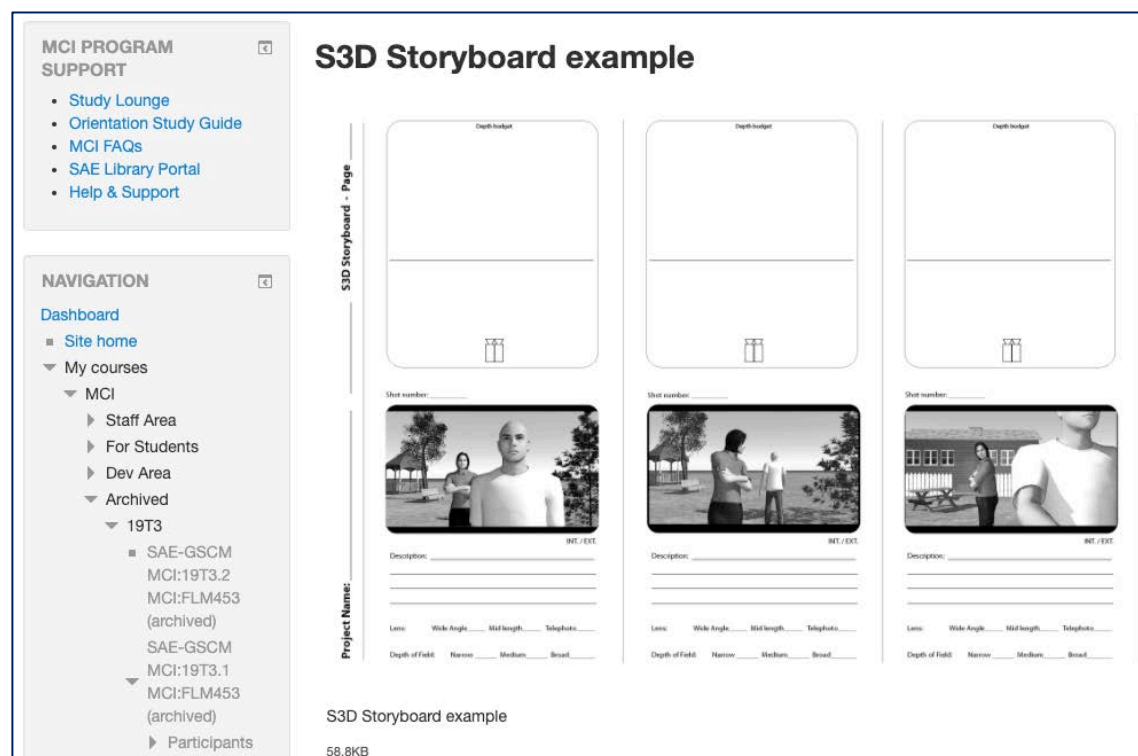 MCI PROGRAM
SUPPORT
Study Lounge
Orientation Study Guide
MCI FAQs
SAE Library Portal
Help & Support
NAVIGATION
Dashboard
Site home
My courses
MCI
Staff Area
For Students
Dev Area
Archived
19T3
SAE-GSCM
MCI:19T3.2
MCI:FLM453
(archived)
SAE-GSCM
MCI:19T3.1
MCI:FLM453
(archived)
Participants
S3D Storyboard example
S3D Storyboard - Page
Project Name:
Depth budget
Depth budget
Depth budget
Shot number:
Shot number:
Shot number:
INT. / EXT.
INT. / EXT.
INT. / EXT.
Description:
Description:
Description:
Lens: Wide Angle Mid length Telephoto
Lens: Wide Angle Mid length Telephoto
Lens: Wide Angle Mid length Telephoto
Depth of Field: Narrow Medium Broad
Depth of Field: Narrow Medium Broad
Depth of Field: Narrow Medium Broad
S3D Storyboard example
58.8KB